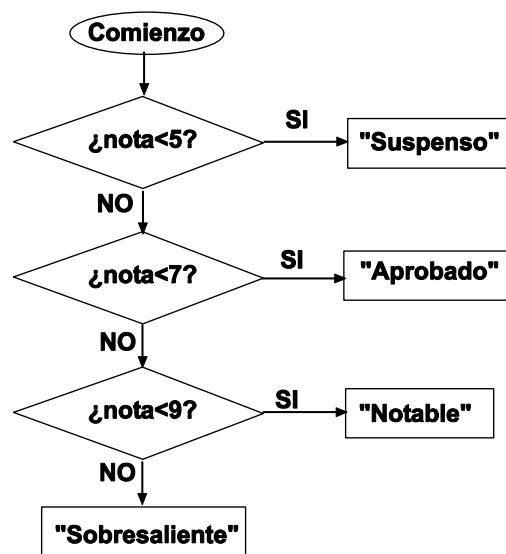 Comienzo
¿nota<5?
SI
"Suspenso"
NO
¿nota<7?
SI
"Aprobado"
NO
¿nota<9?
SI
"Notable"
NO
"Sobresaliente"